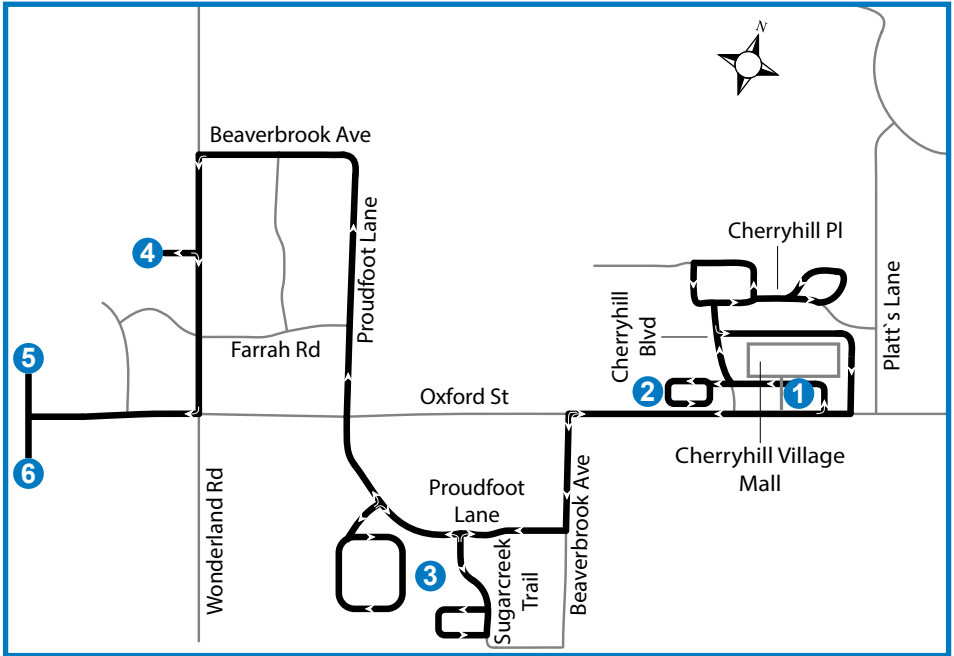 N
Beaverbrook Ave
Cherryhill Pl
4
Proudfoot Lane
Cherryhill
Blvd
Platt`s Lane
Farrah Rd
5
Oxford St
2
1
6
Cherryhill Village
Mall
Wonderland Rd
Proudfoot
Lane
Beaverbrook Ave
3
Sugarcreek
Trail